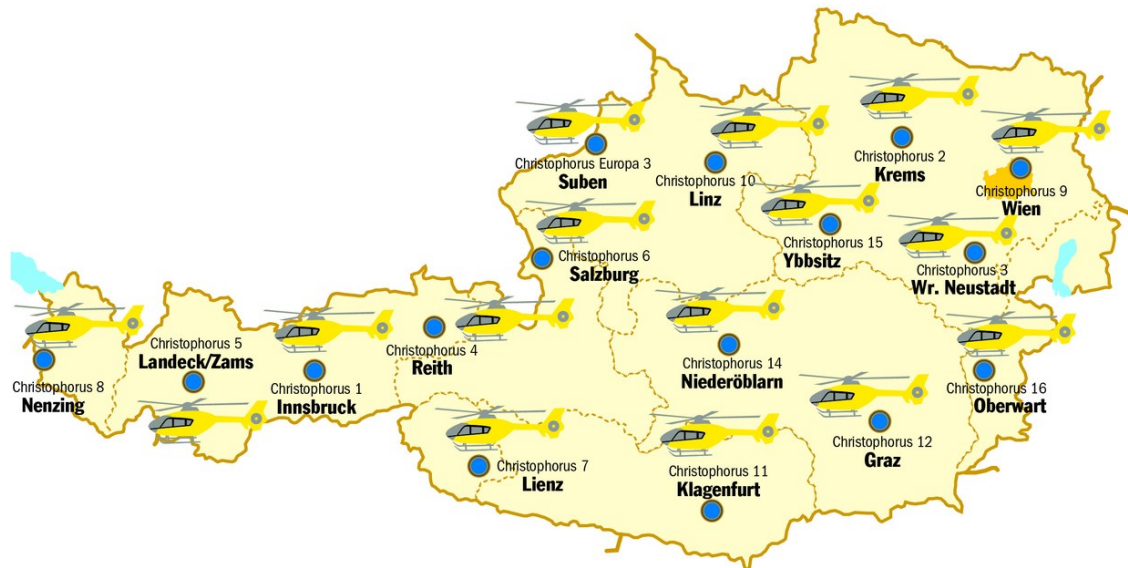 Christophorus Europa 3
Suben
Christophorus 10
Linz
Christophorus 2
Krems
Christophorus 9
Wien
Christophorus 6
Salzburg
Christophorus 15
Ybbsitz
Christophorus 3
Wr. Neustadt
Christophorus 8
Nenzing
Christophorus 5
Landeck/Zams
Christophorus 1
Innsbruck
Christophorus 4
Reith
Christophorus 14
Niederöblarn
Christophorus 16
Oberwart
Christophorus 7
Lienz
Christophorus 11
Klagenfurt
Christophorus 12
Graz